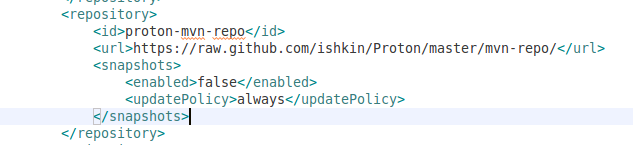 <repository>
<id>proton-mvn-repo</id>
<url>https://raw.github.com/ishkin/Proton/master/mvn-repo/</url>
<snapshots>
<enabled>false</enabled>
<updatePolicy>always</updatePolicy>
</snapshots>
</repository>